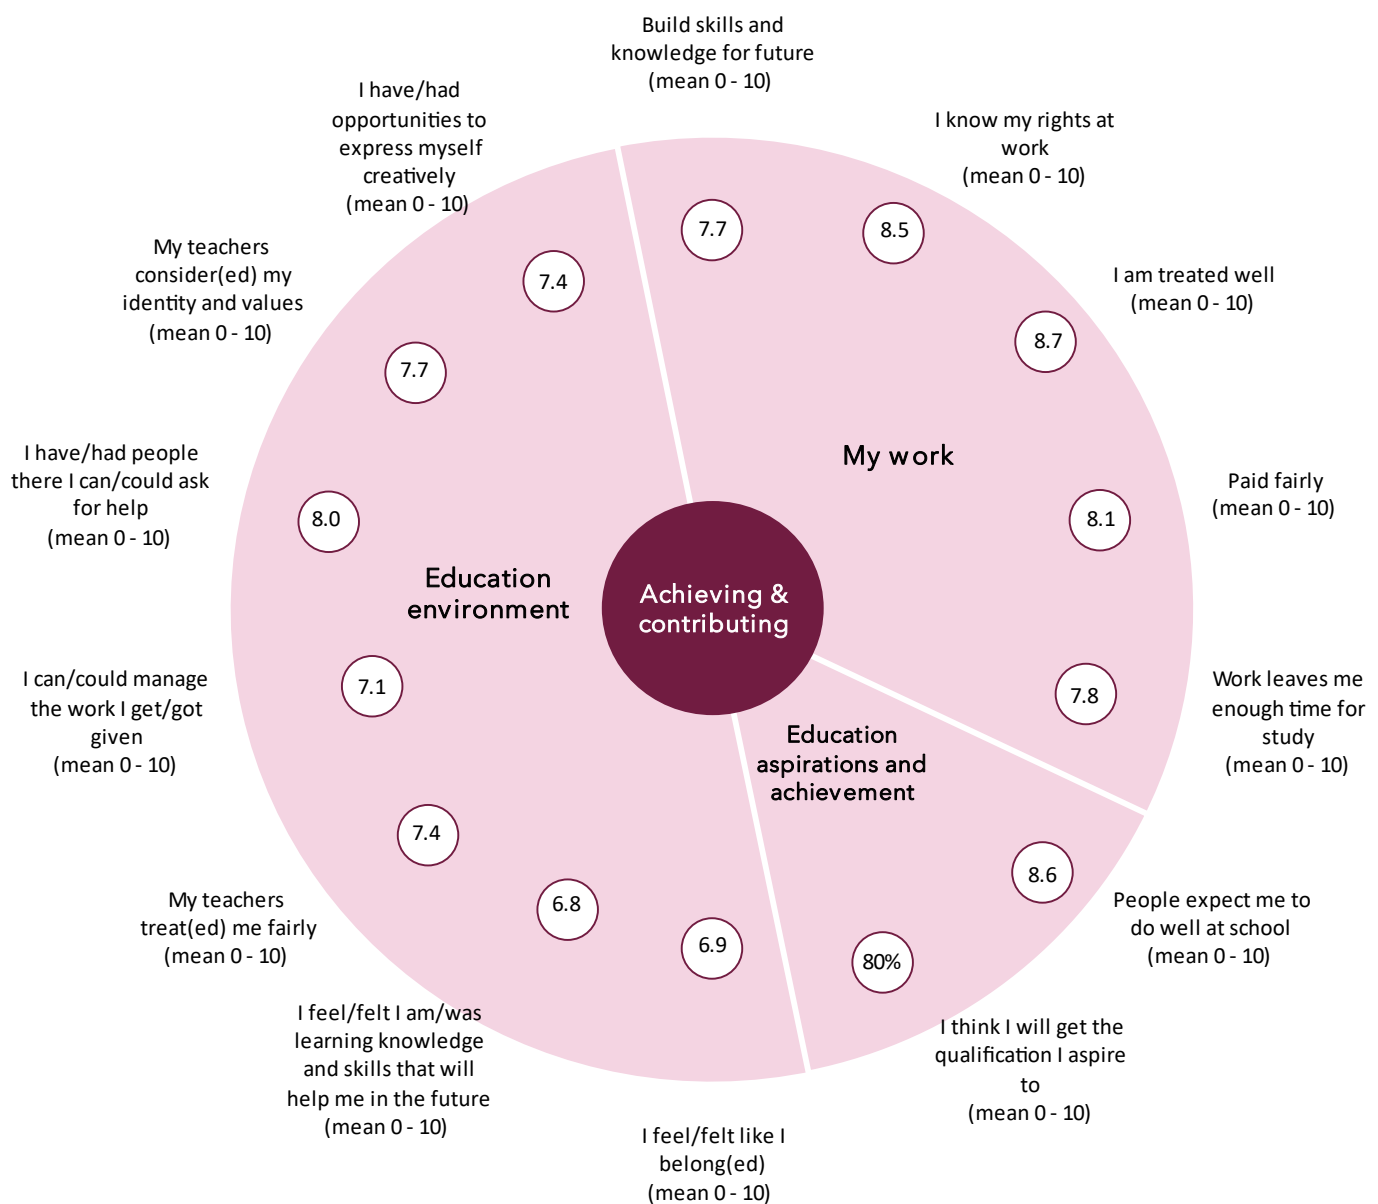 Build skills and
knowledge for future
(mean 0 - 10)
I know my rights at
work
(mean 0 - 10)
I am treated well
(mean 0 - 10)
Paid fairly
(mean 0 - 10)
Work leaves me
enough time for
study
(mean 0 - 10)
People expect me to
do well at school
(mean 0 - 10)
I think I will get the
qualification I aspire
to
(mean 0 - 10)
I feel/felt like I
belong(ed)
(mean 0 - 10)
I feel/felt I am/was
learning knowledge
and skills that will
help me in the future
(mean 0 - 10)
My teachers
treat(ed) me fairly
(mean 0 - 10)
I can/could manage
the work I get/got
given
(mean 0 - 10)
I have/had people
there I can/could ask
for help
(mean 0 - 10)
My teachers
consider(ed) my
identity and values
(mean 0 - 10)
I have/had
opportunities to
express myself
creatively
(mean 0 - 10)
7.7
8.5
8.7
8.1
7.8
8.6
80%
6.9
6.8
7.4
7.1
8.0
7.7
7.4
My work
Education
aspirations and
achievement
Education
environment
Achieving &
contributing